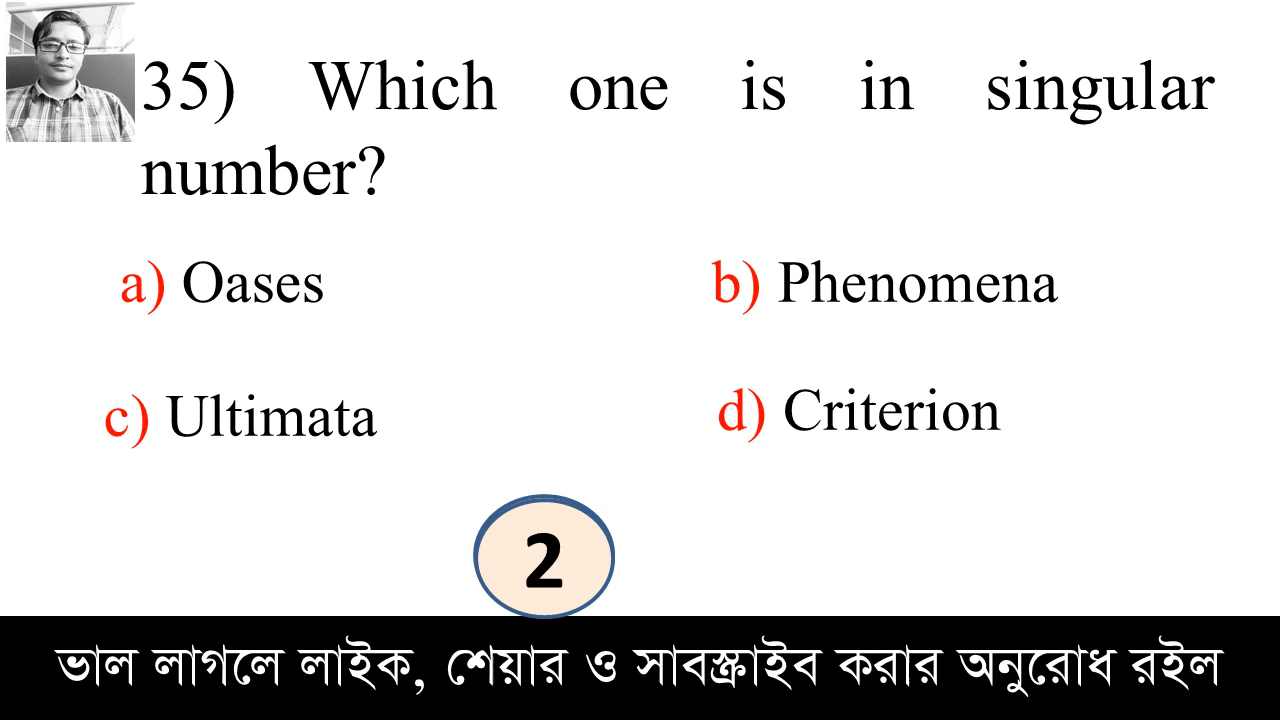 35) Which one is in singular
number?
a) Oases
b) Phenomena
c) Ultimata
d) Criterion
2
ভাল লাগলে লাইক, শেয়ার ও সাবস্ক্রাইব করার অনুরোধ রইল